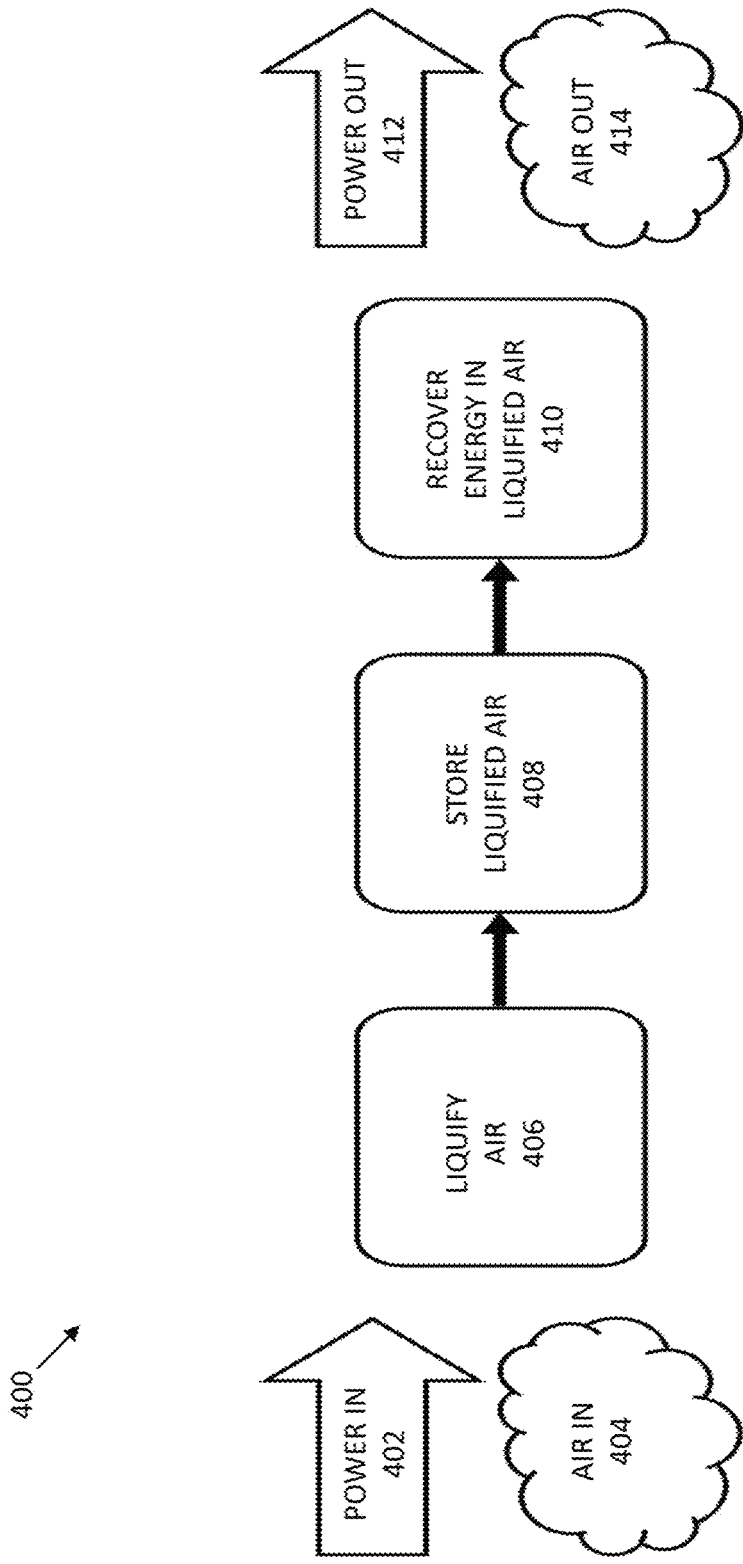 400
POWER IN
402
AIR IN
404
LIQUIFY
AIR
406
STORE
LIQUIFIED AIR
408
RECOVER
ENERGY IN
LIQUIFIED AIR
410
POWER OUT
412
AIR OUT
414